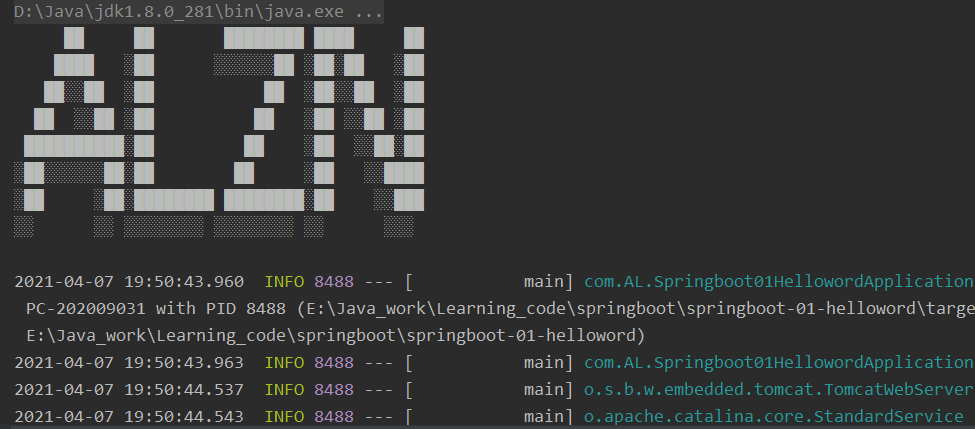 D:\Java\jdk1.8.0_281\bin\java.exe ...
ALZN
2021-04-07 19:50:43.960  INFO 8488 --- [           main] com.AL.Springboot01HellowordApplication
PC-202009031 with PID 8488 (E:\Java_work\Learning_code\springboot\springboot-01-helloword\targe
E:\Java_work\Learning_code\springboot\springboot-01-helloword)
2021-04-07 19:50:43.963  INFO 8488 --- [           main] com.AL.Springboot01HellowordApplication
2021-04-07 19:50:44.537  INFO 8488 --- [           main] o.s.b.w.embedded.tomcat.TomcatWebServer
2021-04-07 19:50:44.543  INFO 8488 --- [           main] o.apache.catalina.core.StandardService